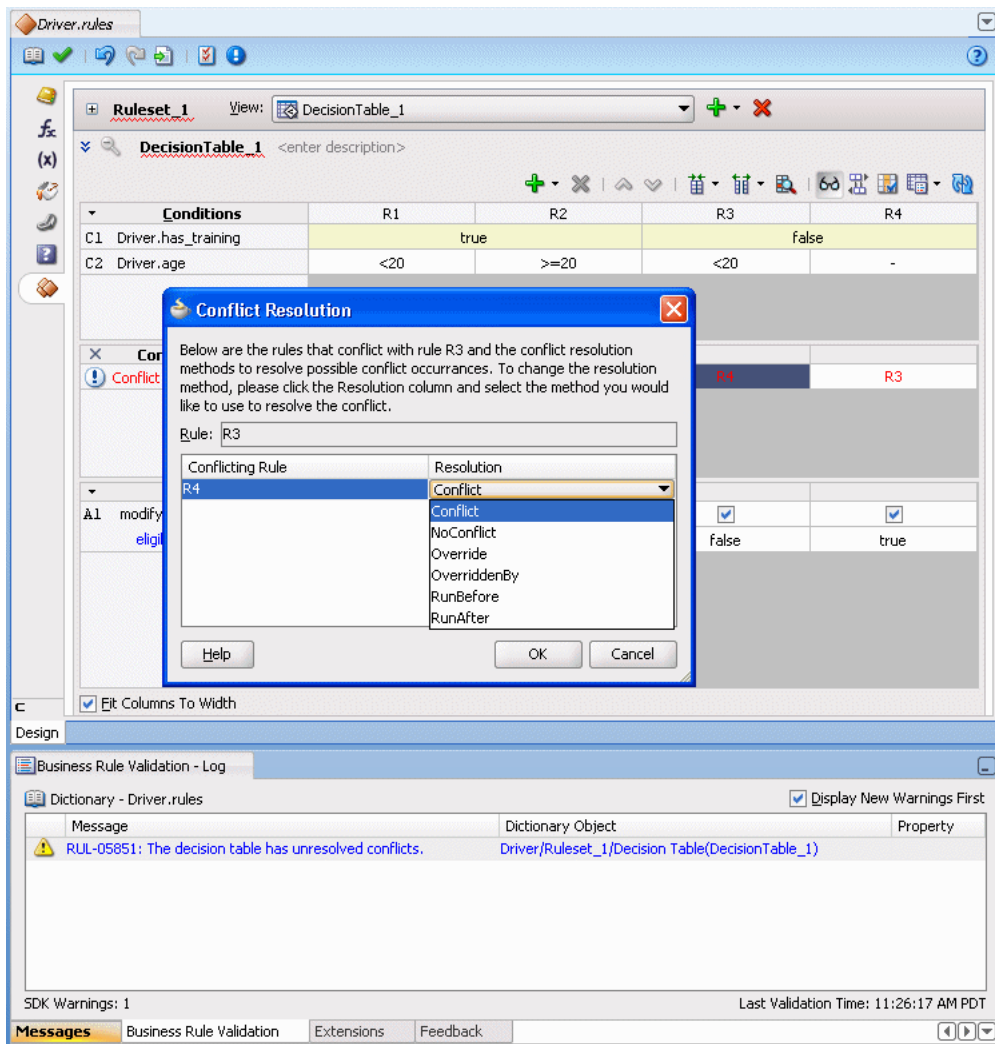 Driver.rules
Ruleset_1 View: DecisionTable_1
DecisionTable_1 <enter description>
fx
(x)
Conditions R1 R2 R3 R4
C1 Driver.has_training true false
C2 Driver.age <20 >=20 <20 -
Conflict Resolution
Below are the rules that conflict with rule R3 and the conflict resolution
methods to resolve possible conflict occurrances. To change the resolution
method, please click the Resolution column and select the method you would
like to use to resolve the conflict.
Con
Conflict R4 R3
Rule: R3
Conflicting Rule Resolution
R4 Conflict
Conflict
NoConflict
Override
OverriddenBy
RunBefore
RunAfter
A1 modify
eligi false true
Help OK Cancel
Fit Columns To Width
Design
Business Rule Validation - Log
Dictionary - Driver.rules Display New Warnings First
Message Dictionary Object Property
RUL-05851: The decision table has unresolved conflicts. Driver/Ruleset_1/Decision Table(DecisionTable_1)
SDK Warnings: 1 Last Validation Time: 11:26:17 AM PDT
Messages Business Rule Validation Extensions Feedback